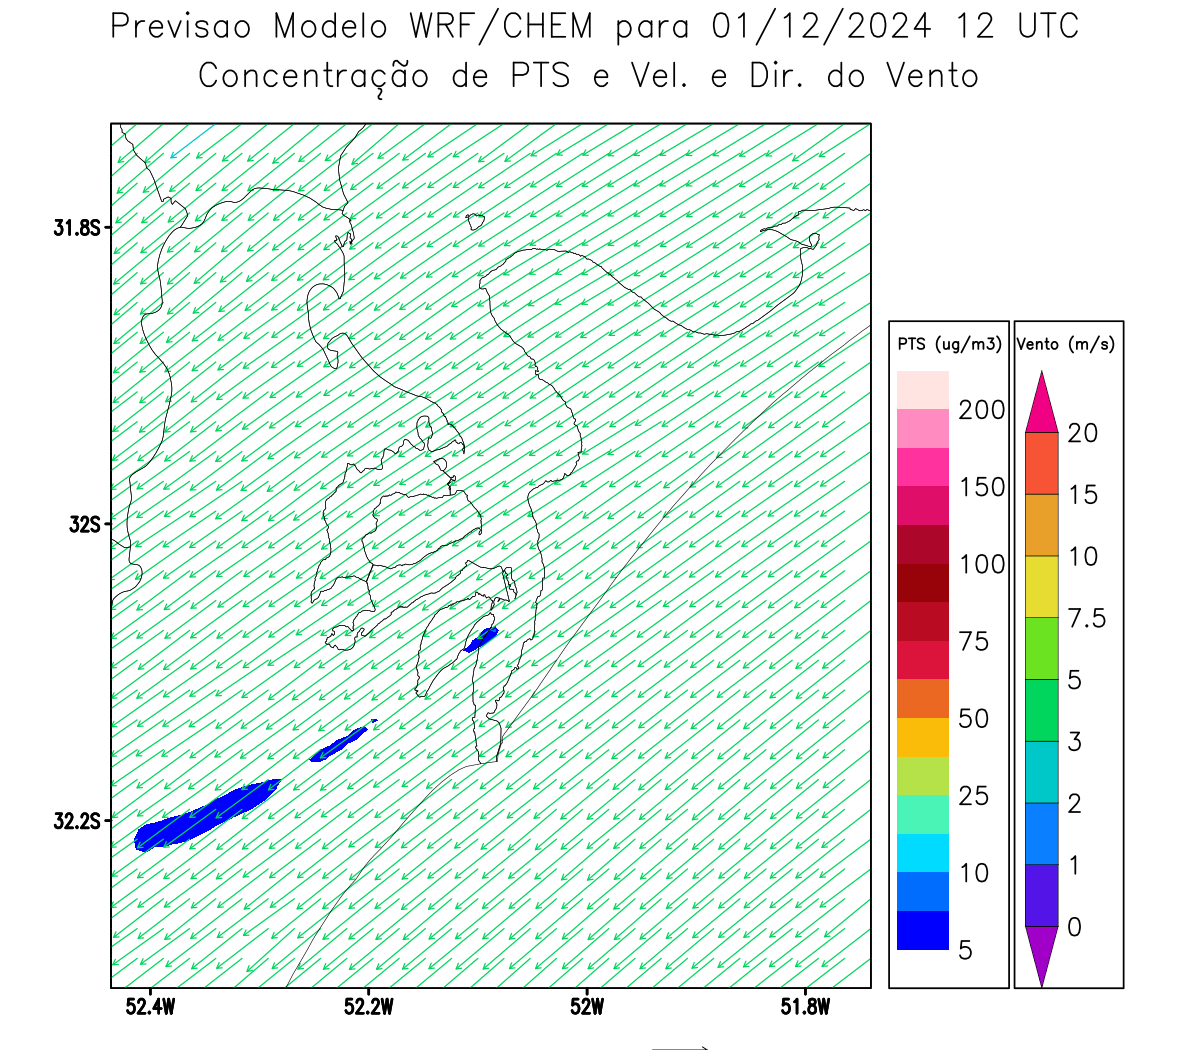 Previsao Modelo WRF/CHEM para 01/12/2024 12 UTC
Concentração de PTS e Vel. e Dir. do Vento
31.8S
32S
32.2S
52.4W
52.2W
52W
51.8W
PTS (ug/m3)
200
150
100
75
50
25
10
5
Vento (m/s)
20
15
10
7.5
5
3
2
1
0